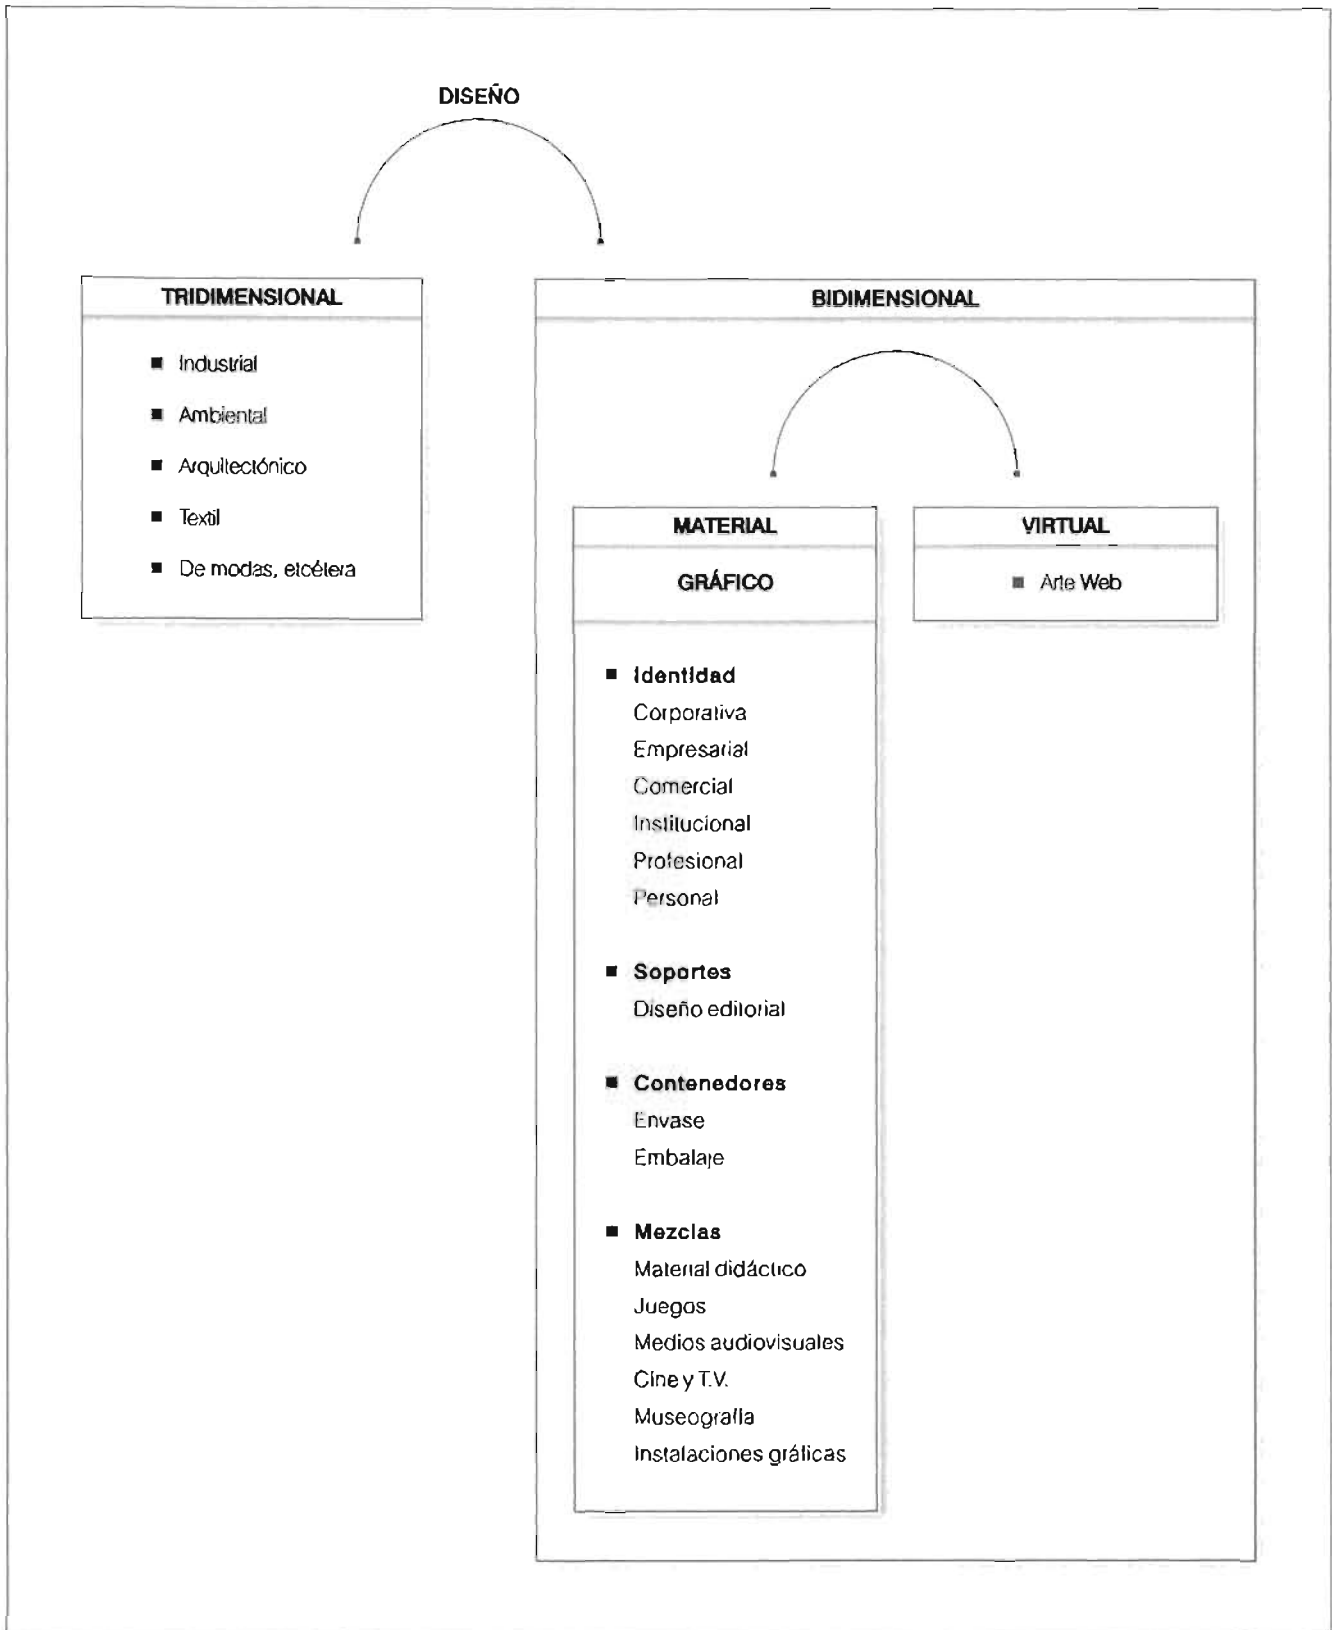 DISEÑO
TRIDIMENSIONAL
■ Industrial
■ Ambiental
■ Arquitectónico
■ Textil
■ De modas, etcétera
BIDIMENSIONAL
MATERIAL
GRÁFICO
■ Identidad
Corporativa
Empresarial
Comercial
Institucional
Profesional
Personal
■ Soportes
Diseño editorial
■ Contenedores
Envase
Embalaje
■ Mezclas
Material didáctico
Juegos
Medios audiovisuales
Cine y T.V.
Museografía
Instalaciones gráficas
VIRTUAL
■ Arte Web